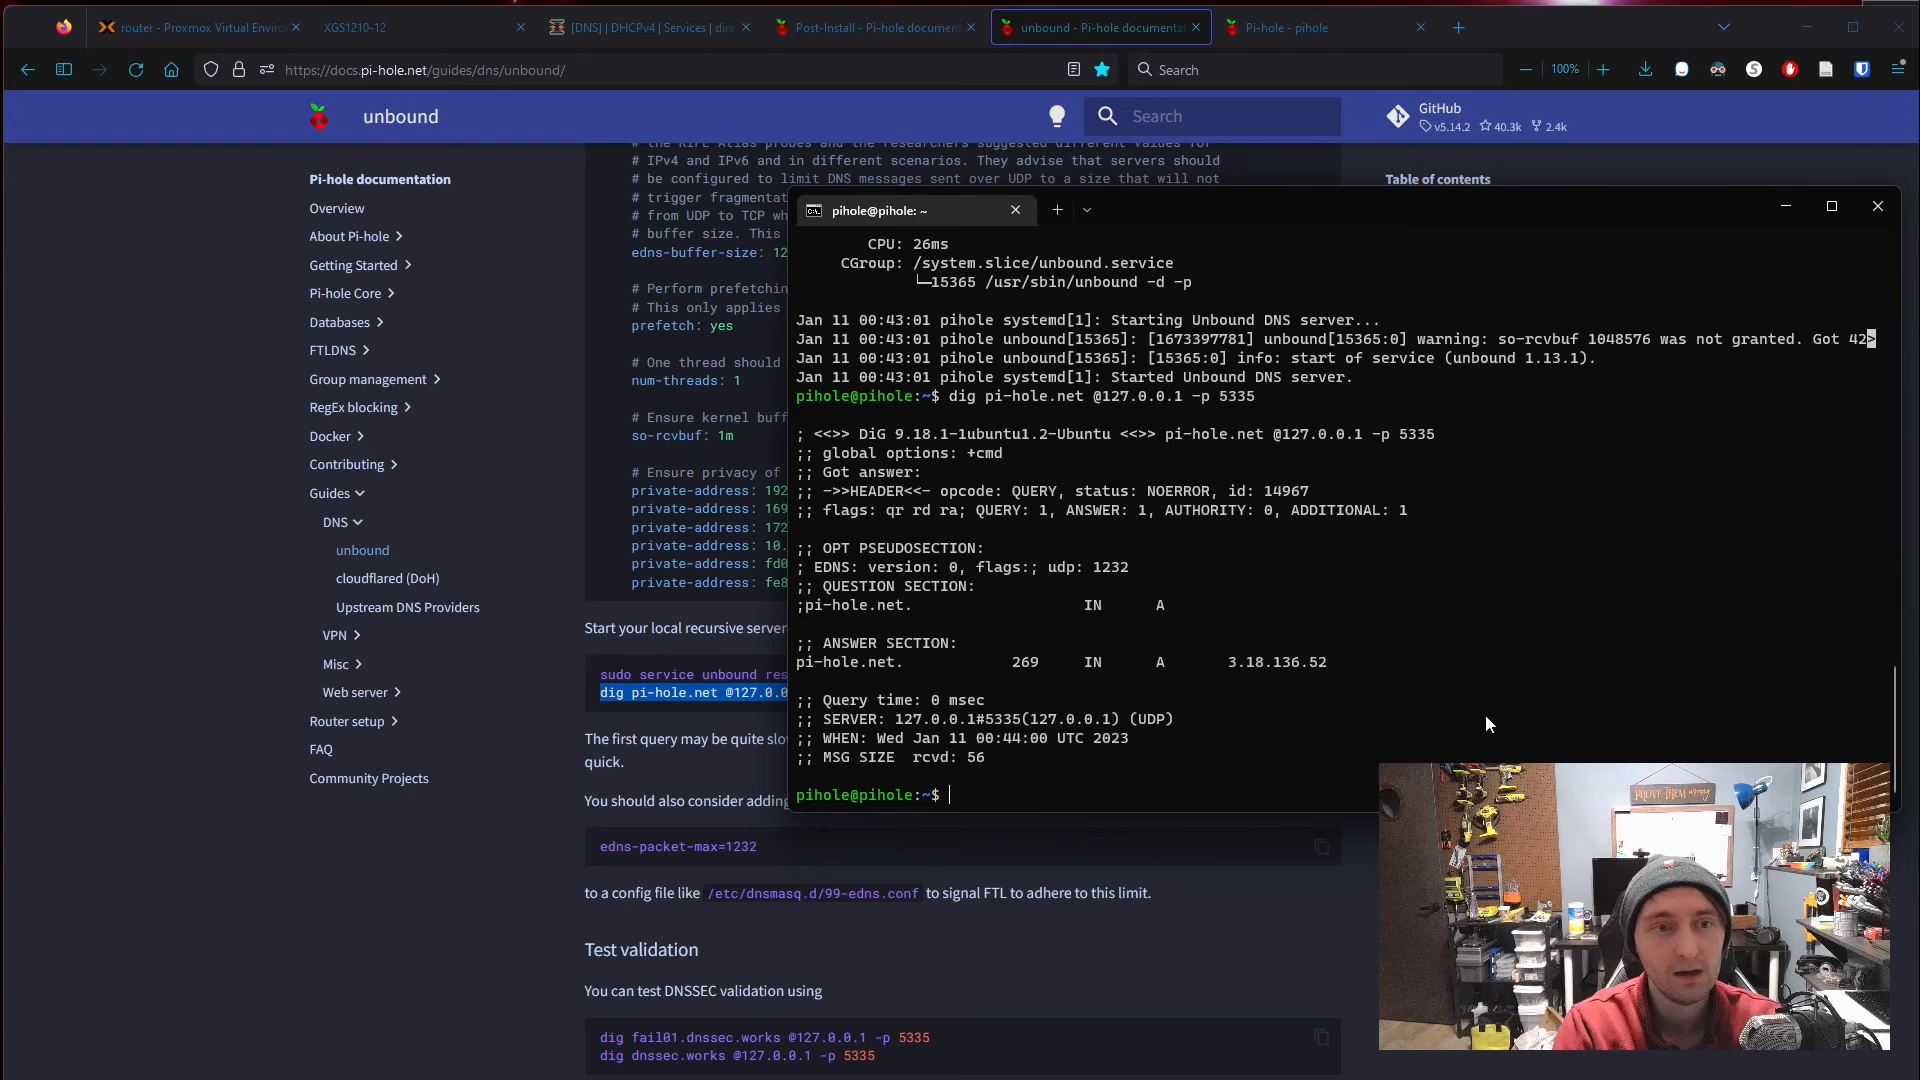 router - Proxmox Virtual Enviro
XGS1210-12
[DNS] | DHCPv4 | Services | dire
Post-Install - Pi-hole document
unbound - Pi-hole documentat
Pi-hole - pihole
https://docs.pi-hole.net/guides/dns/unbound/
Search
100%
unbound
Search
GitHub
v5.14.2 40.3k 2.4k
Pi-hole documentation
Overview
About Pi-hole
Getting Started
Pi-hole Core
Databases
FTLDNS
Group management
RegEx blocking
Docker
Contributing
Guides
DNS
unbound
cloudflared (DoH)
Upstream DNS Providers
VPN
Misc
Web server
Router setup
FAQ
Community Projects
# the RIPE Atlas probes and the researchers suggested different values for
# IPv4 and IPv6 and in different scenarios. They advise that servers should
# be configured to limit DNS messages sent over UDP to a size that will not
# trigger fragmentat
# from UDP to TCP wh
# buffer size. This
edns-buffer-size: 12
# Perform prefetchin
# This only applies
prefetch: yes
# One thread should
num-threads: 1
# Ensure kernel buff
so-rcvbuf: 1m
# Ensure privacy of
private-address: 192
private-address: 169
private-address: 172
private-address: 10.
private-address: fd0
private-address: fe8
Start your local recursive server
sudo service unbound res
dig pi-hole.net @127.0.0
The first query may be quite slo
quick.
You should also consider adding
edns-packet-max=1232
to a config file like /etc/dnsmasq.d/99-edns.conf to signal FTL to adhere to this limit.
Test validation
You can test DNSSEC validation using
dig fail01.dnssec.works @127.0.0.1 -p 5335
dig dnssec.works @127.0.0.1 -p 5335
Table of contents
pihole@pihole: ~
CPU: 26ms
CGroup: /system.slice/unbound.service
└─15365 /usr/sbin/unbound -d -p
Jan 11 00:43:01 pihole systemd[1]: Starting Unbound DNS server...
Jan 11 00:43:01 pihole unbound[15365]: [1673397781] unbound[15365:0] warning: so-rcvbuf 1048576 was not granted. Got 42>
Jan 11 00:43:01 pihole unbound[15365]: [15365:0] info: start of service (unbound 1.13.1).
Jan 11 00:43:01 pihole systemd[1]: Started Unbound DNS server.
pihole@pihole:~$ dig pi-hole.net @127.0.0.1 -p 5335
; <<>> DiG 9.18.1-1ubuntu1.2-Ubuntu <<>> pi-hole.net @127.0.0.1 -p 5335
;; global options: +cmd
;; Got answer:
;; ->>HEADER<<- opcode: QUERY, status: NOERROR, id: 14967
;; flags: qr rd ra; QUERY: 1, ANSWER: 1, AUTHORITY: 0, ADDITIONAL: 1
;; OPT PSEUDOSECTION:
; EDNS: version: 0, flags:; udp: 1232
;; QUESTION SECTION:
;pi-hole.net. IN A
;; ANSWER SECTION:
pi-hole.net. 269 IN A 3.18.136.52
;; Query time: 0 msec
;; SERVER: 127.0.0.1#5335(127.0.0.1) (UDP)
;; WHEN: Wed Jan 11 00:44:00 UTC 2023
;; MSG SIZE rcvd: 56
pihole@pihole:~$
PROVE THEM wrong